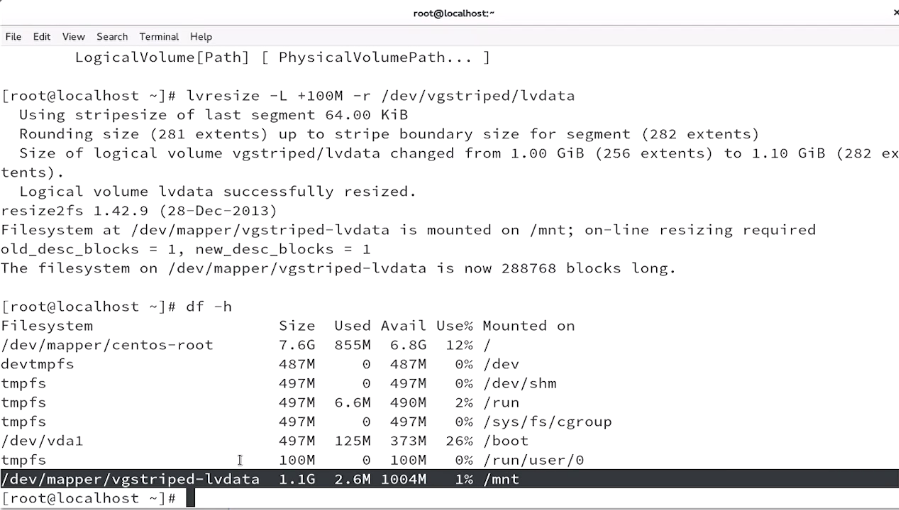 root@localhost:~
File Edit View Search Terminal Help
LogicalVolume[Path] [ PhysicalVolumePath... ]
[root@localhost ~]# lvresize -L +100M -r /dev/vgstriped/lvdata
Using stripesize of last segment 64.00 KiB
Rounding size (281 extents) up to stripe boundary size for segment (282 extents)
Size of logical volume vgstriped/lvdata changed from 1.00 GiB (256 extents) to 1.10 GiB (282 ex
tents).
Logical volume lvdata successfully resized.
resize2fs 1.42.9 (28-Dec-2013)
Filesystem at /dev/mapper/vgstriped-lvdata is mounted on /mnt; on-line resizing required
old_desc_blocks = 1, new_desc_blocks = 1
The filesystem on /dev/mapper/vgstriped-lvdata is now 288768 blocks long.
[root@localhost ~]# df -h
Filesystem Size Used Avail Use% Mounted on
/dev/mapper/centos-root 7.6G 855M 6.8G 12% /
devtmpfs 487M 0 487M 0% /dev
tmpfs 497M 0 497M 0% /dev/shm
tmpfs 497M 6.6M 490M 2% /run
tmpfs 497M 0 497M 0% /sys/fs/cgroup
/dev/vda1 497M 125M 373M 26% /boot
tmpfs 100M 0 100M 0% /run/user/0
/dev/mapper/vgstriped-lvdata 1.1G 2.6M 1004M 1% /mnt
[root@localhost ~]#